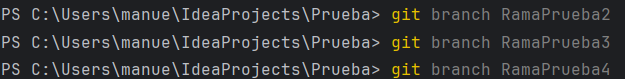 PS C:\Users\manue\IdeaProjects\Prueba> git branch RamaPrueba2
PS C:\Users\manue\IdeaProjects\Prueba> git branch RamaPrueba3
PS C:\Users\manue\IdeaProjects\Prueba> git branch RamaPrueba4